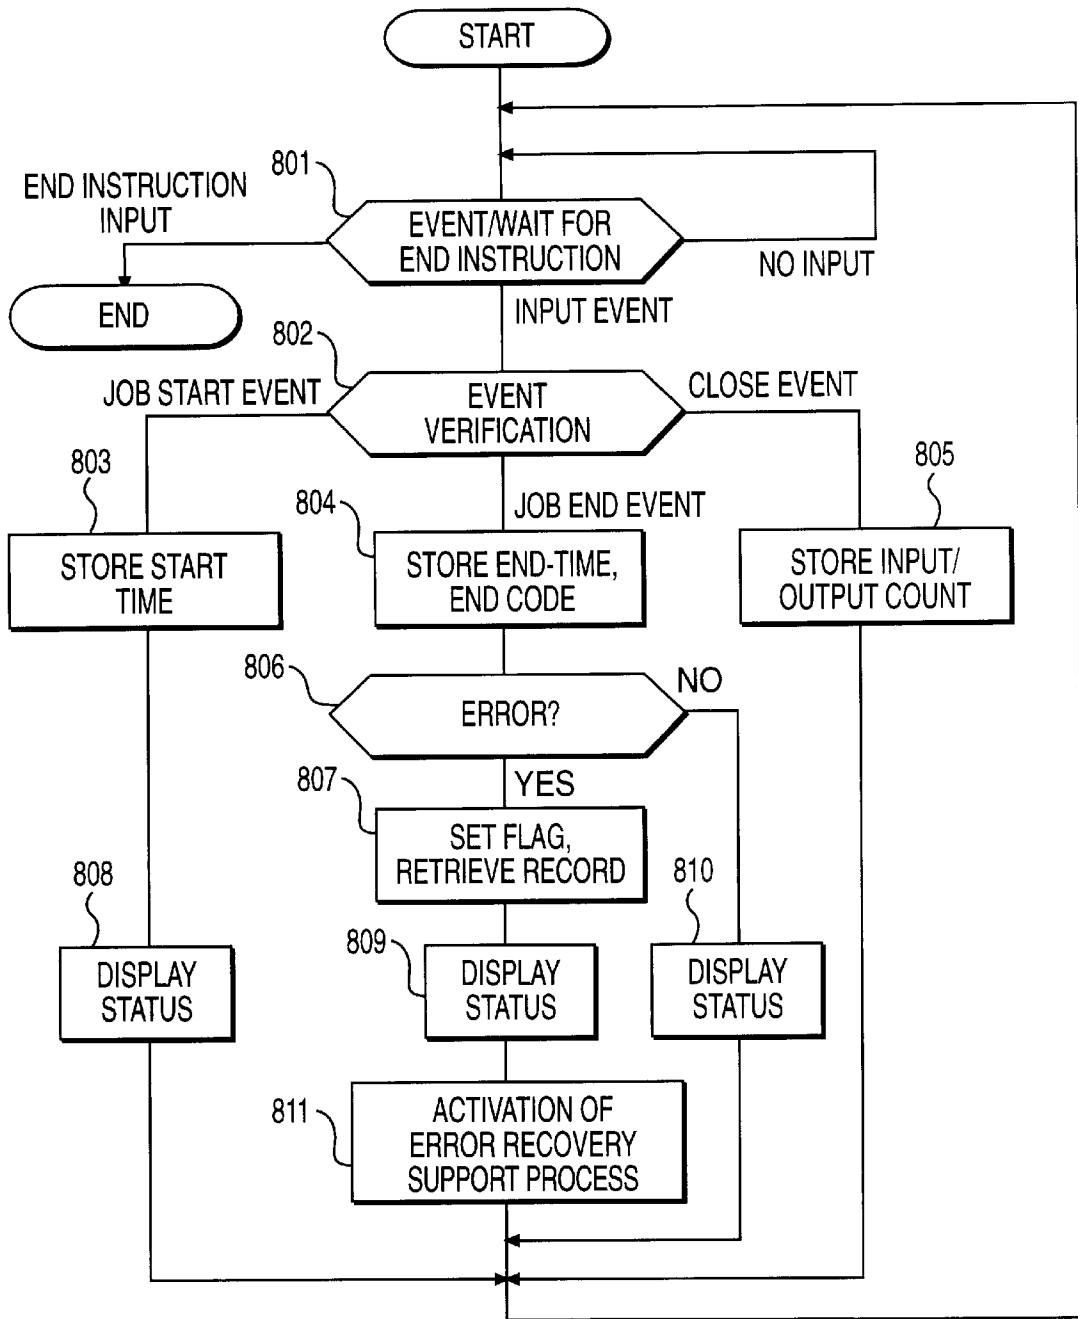 START
801
END INSTRUCTION
INPUT
EVENT/WAIT FOR
END INSTRUCTION
NO INPUT
END
INPUT EVENT
802
JOB START EVENT
EVENT
VERIFICATION
CLOSE EVENT
803
804
JOB END EVENT
805
STORE START
TIME
STORE END-TIME,
END CODE
STORE INPUT/
OUTPUT COUNT
806
ERROR?
NO
YES
807
SET FLAG,
RETRIEVE RECORD
808
DISPLAY
STATUS
809
DISPLAY
STATUS
810
DISPLAY
STATUS
811
ACTIVATION OF
ERROR RECOVERY
SUPPORT PROCESS